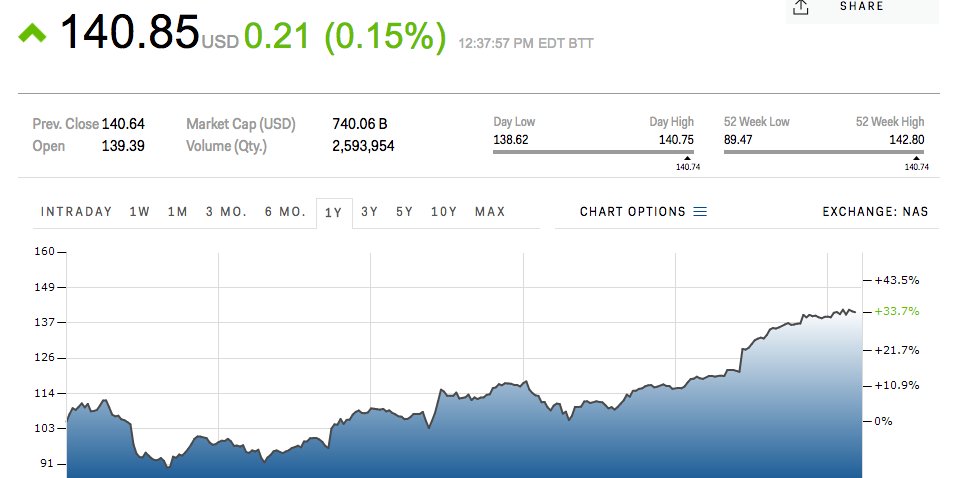 SHARE
140.85 USD 0.21 (0.15%) 12:37:57 PM EDT BTT
Prev. Close 140.64 Market Cap (USD) 740.06 B Day Low Day High 52 Week Low 52 Week High
Open 139.39 Volume (Qty.) 2,593,954 138.62 140.75 89.47 142.80
140.74 140.74
INTRADAY 1W 1M 3 MO. 6 MO. 1Y 3Y 5Y 10Y MAX CHART OPTIONS EXCHANGE: NAS
160
149 +43.5%
137 +33.7%
126 +21.7%
114 +10.9%
103 0%
91